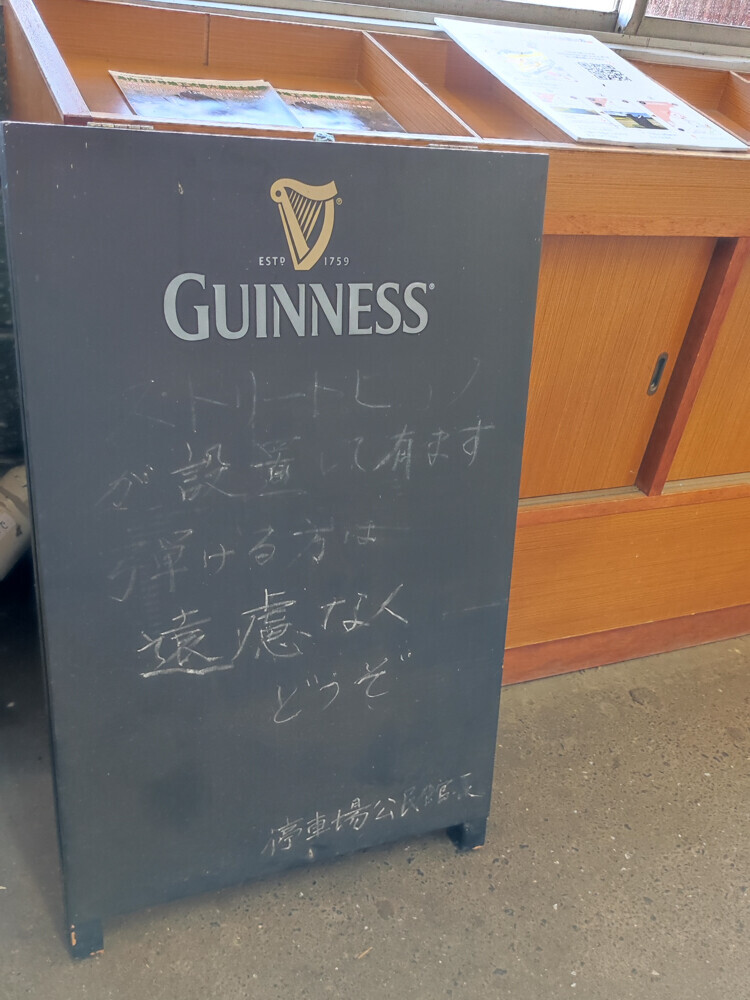 ESTD 1759
GUINNESS
ストリートピアノ
が設置して有ます
弾ける方は
遠慮なく
どうぞ
停車場公民館長